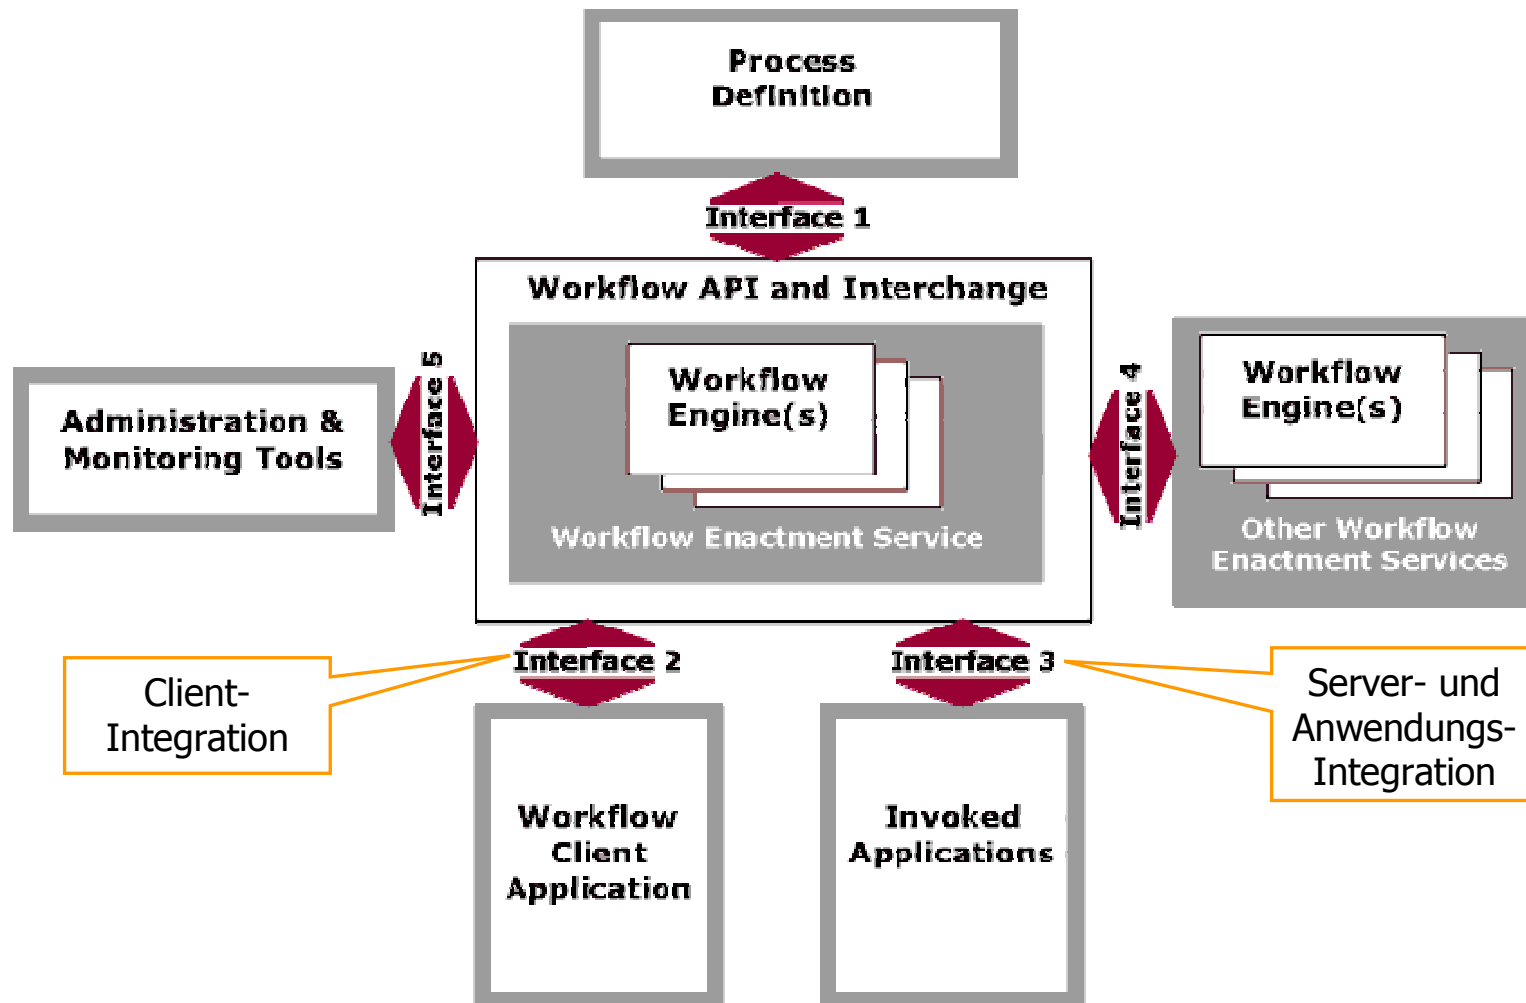 Process
Definition
Interface 1
Workflow API and Interchange
Workflow
Engine(s)
Workflow Enactment Service
Administration &
Monitoring Tools
Interface 5
Interface 4
Workflow
Engine(s)
Other Workflow
Enactment Services
Interface 2
Interface 3
Client-
Integration
Server- und
Anwendungs-
Integration
Workflow
Client
Application
Invoked
Applications